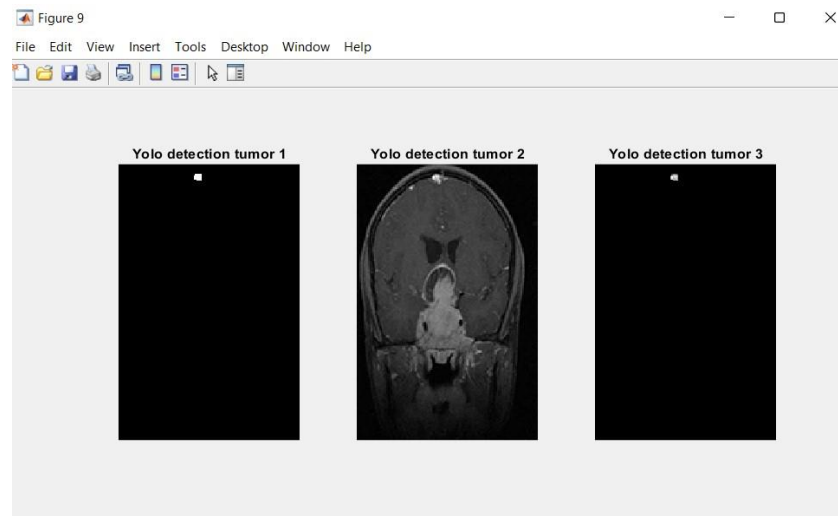 Figure 9
File Edit View Insert Tools Desktop Window Help
Yolo detection tumor 1
Yolo detection tumor 2
Yolo detection tumor 3